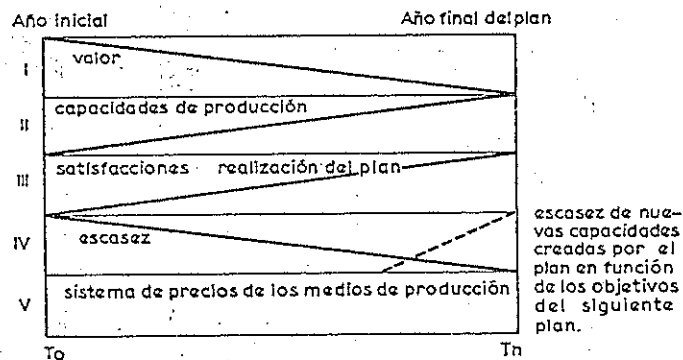 Año inicial
Año final del plan
I
valor
II
capacidades de producción
III
satisfacciones realización del plan
IV
escasez
escasez de nue-
vas capacidades
creadas por el
plan en función
de los objetivos
del siguiente
plan.
V
sistema de precios de los medios de producción
To
Tn